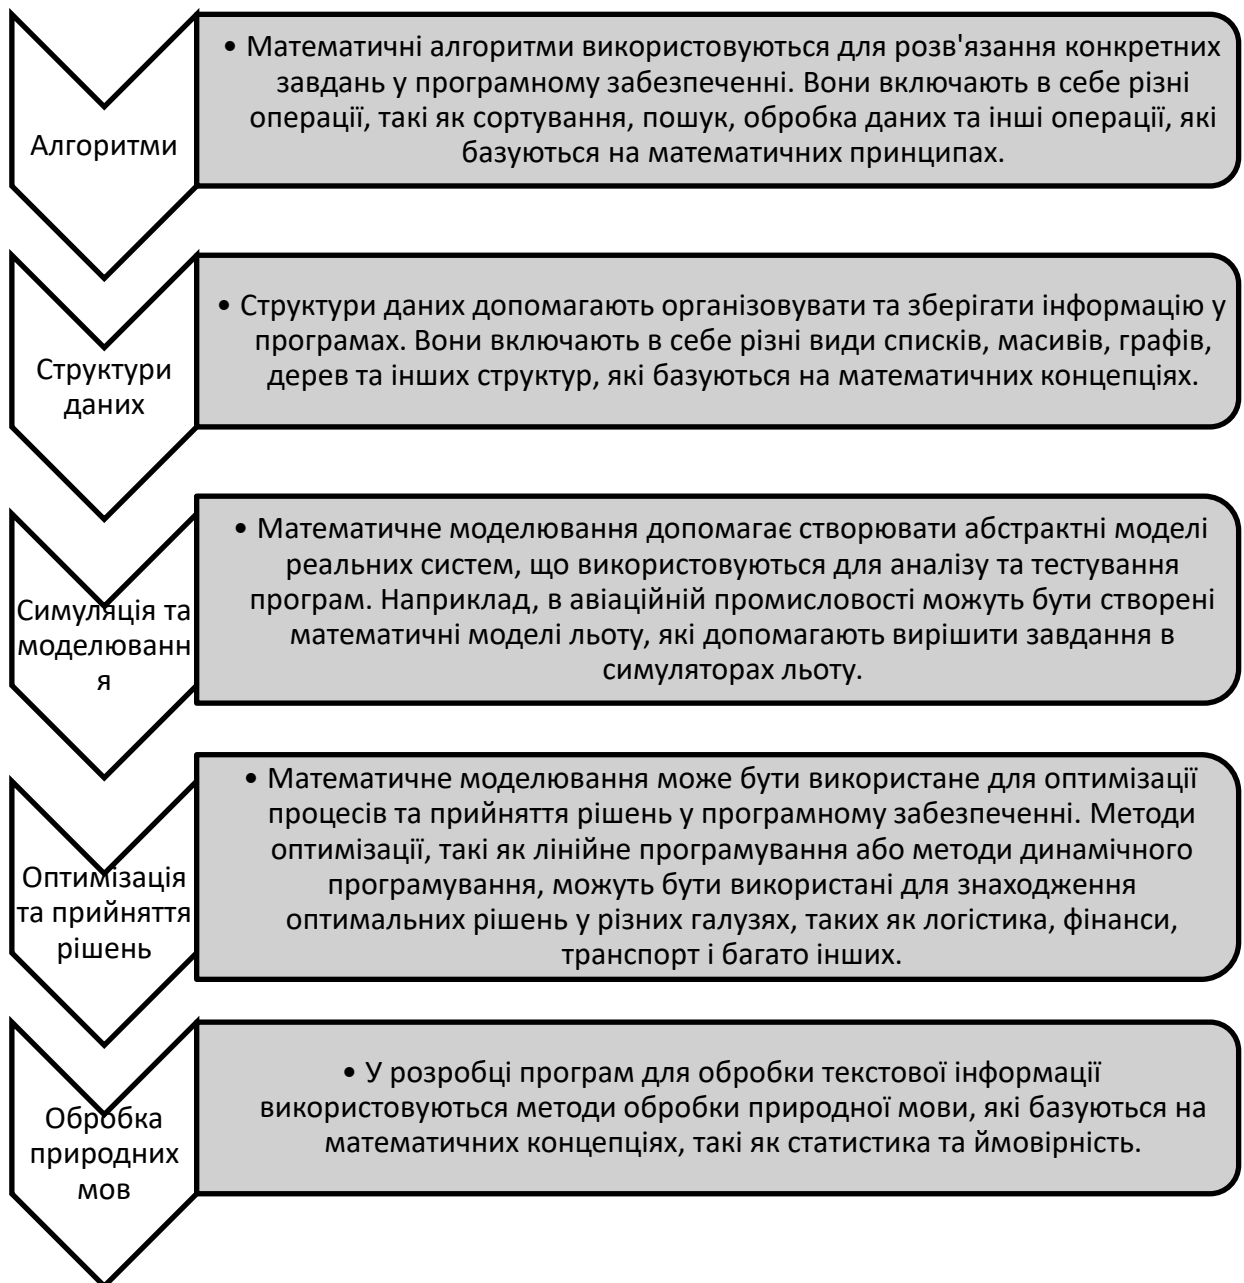 Алгоритми
• Математичні алгоритми використовуються для розв'язання конкретних
завдань у програмному забезпеченні. Вони включають в себе різні
операції, такі як сортування, пошук, обробка даних та інші операції, які
базуються на математичних принципах.
Структури
даних
• Структури даних допомагають організовувати та зберігати інформацію у
програмах. Вони включають в себе різні види списків, масивів, графів,
дерев та інших структур, які базуються на математичних концепціях.
Симуляція та
моделюванн
я
• Математичне моделювання допомагає створювати абстрактні моделі
реальних систем, що використовуються для аналізу та тестування
програм. Наприклад, в авіаційній промисловості можуть бути створені
математичні моделі льоту, які допомагають вирішити завдання в
симуляторах льоту.
Оптимізація
та прийняття
рішень
• Математичне моделювання може бути використане для оптимізації
процесів та прийняття рішень у програмному забезпеченні. Методи
оптимізації, такі як лінійне програмування або методи динамічного
програмування, можуть бути використані для знаходження
оптимальних рішень у різних галузях, таких як логістика, фінанси,
транспорт і багато інших.
Обробка
природних
мов
• У розробці програм для обробки текстової інформації
використовуються методи обробки природної мови, які базуються на
математичних концепціях, такі як статистика та ймовірність.